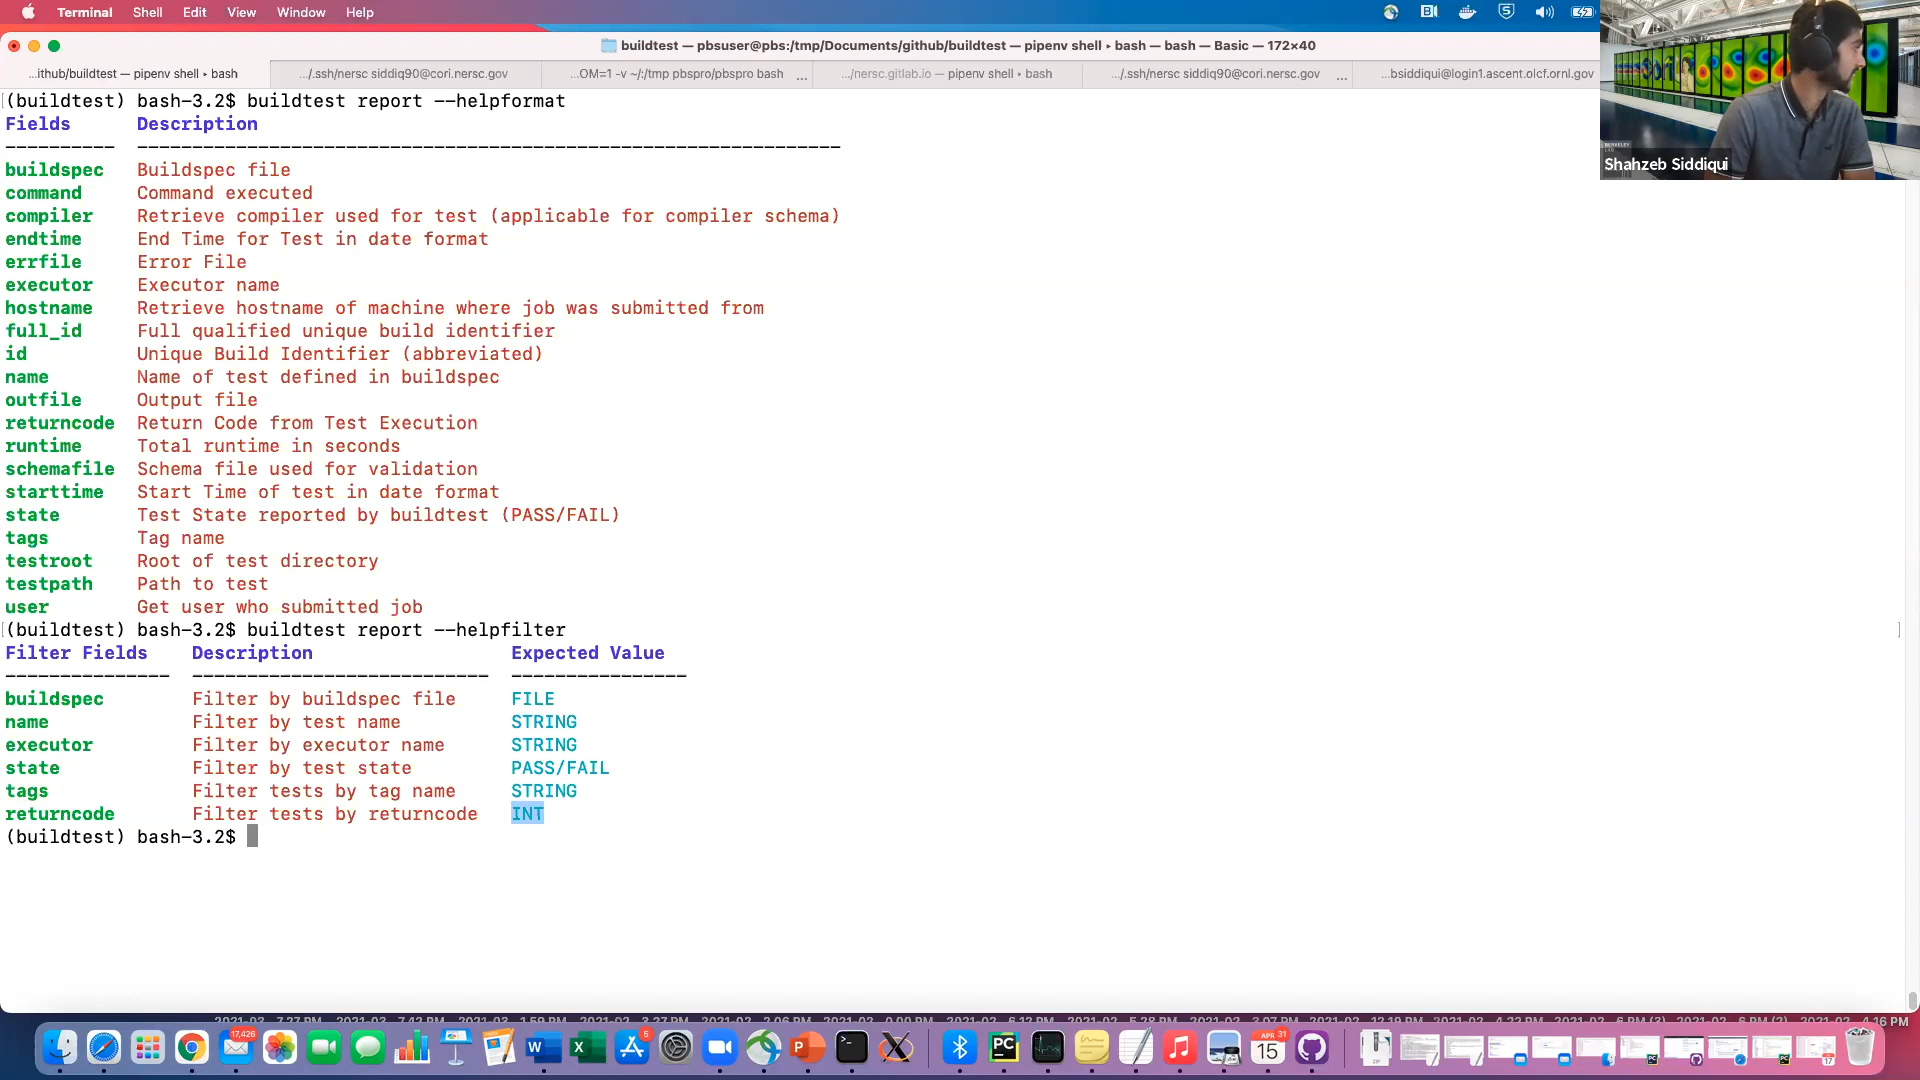 Terminal Shell Edit View Window Help
buildtest — pbsuser@pbs:/tmp/Documents/github/buildtest — pipenv shell ▸ bash — bash — Basic — 172×40
...ithub/buildtest — pipenv shell ▸ bash
.../.ssh/nersc siddiq90@cori.nersc.gov
...OM=1 -v ~/:/tmp pbspro/pbspro bash ...
.../nersc.gitlab.io — pipenv shell ▸ bash
.../.ssh/nersc siddiq90@cori.nersc.gov ...
...bsiddiqui@login1.ascent.olcf.ornl.gov
Shahzeb Siddiqui
(buildtest) bash-3.2$ buildtest report --helpformat
Fields Description
---------- ----------------------------------------------------------------
buildspec Buildspec file
command Command executed
compiler Retrieve compiler used for test (applicable for compiler schema)
endtime End Time for Test in date format
errfile Error File
executor Executor name
hostname Retrieve hostname of machine where job was submitted from
full_id Full qualified unique build identifier
id Unique Build Identifier (abbreviated)
name Name of test defined in buildspec
outfile Output file
returncode Return Code from Test Execution
runtime Total runtime in seconds
schemafile Schema file used for validation
starttime Start Time of test in date format
state Test State reported by buildtest (PASS/FAIL)
tags Tag name
testroot Root of test directory
testpath Path to test
user Get user who submitted job
(buildtest) bash-3.2$ buildtest report --helpfilter
Filter Fields Description Expected Value
--------------- --------------------------- ----------------
buildspec Filter by buildspec file FILE
name Filter by test name STRING
executor Filter by executor name STRING
state Filter by test state PASS/FAIL
tags Filter tests by tag name STRING
returncode Filter tests by returncode INT
(buildtest) bash-3.2$
17,426
5
APR 31
15
17